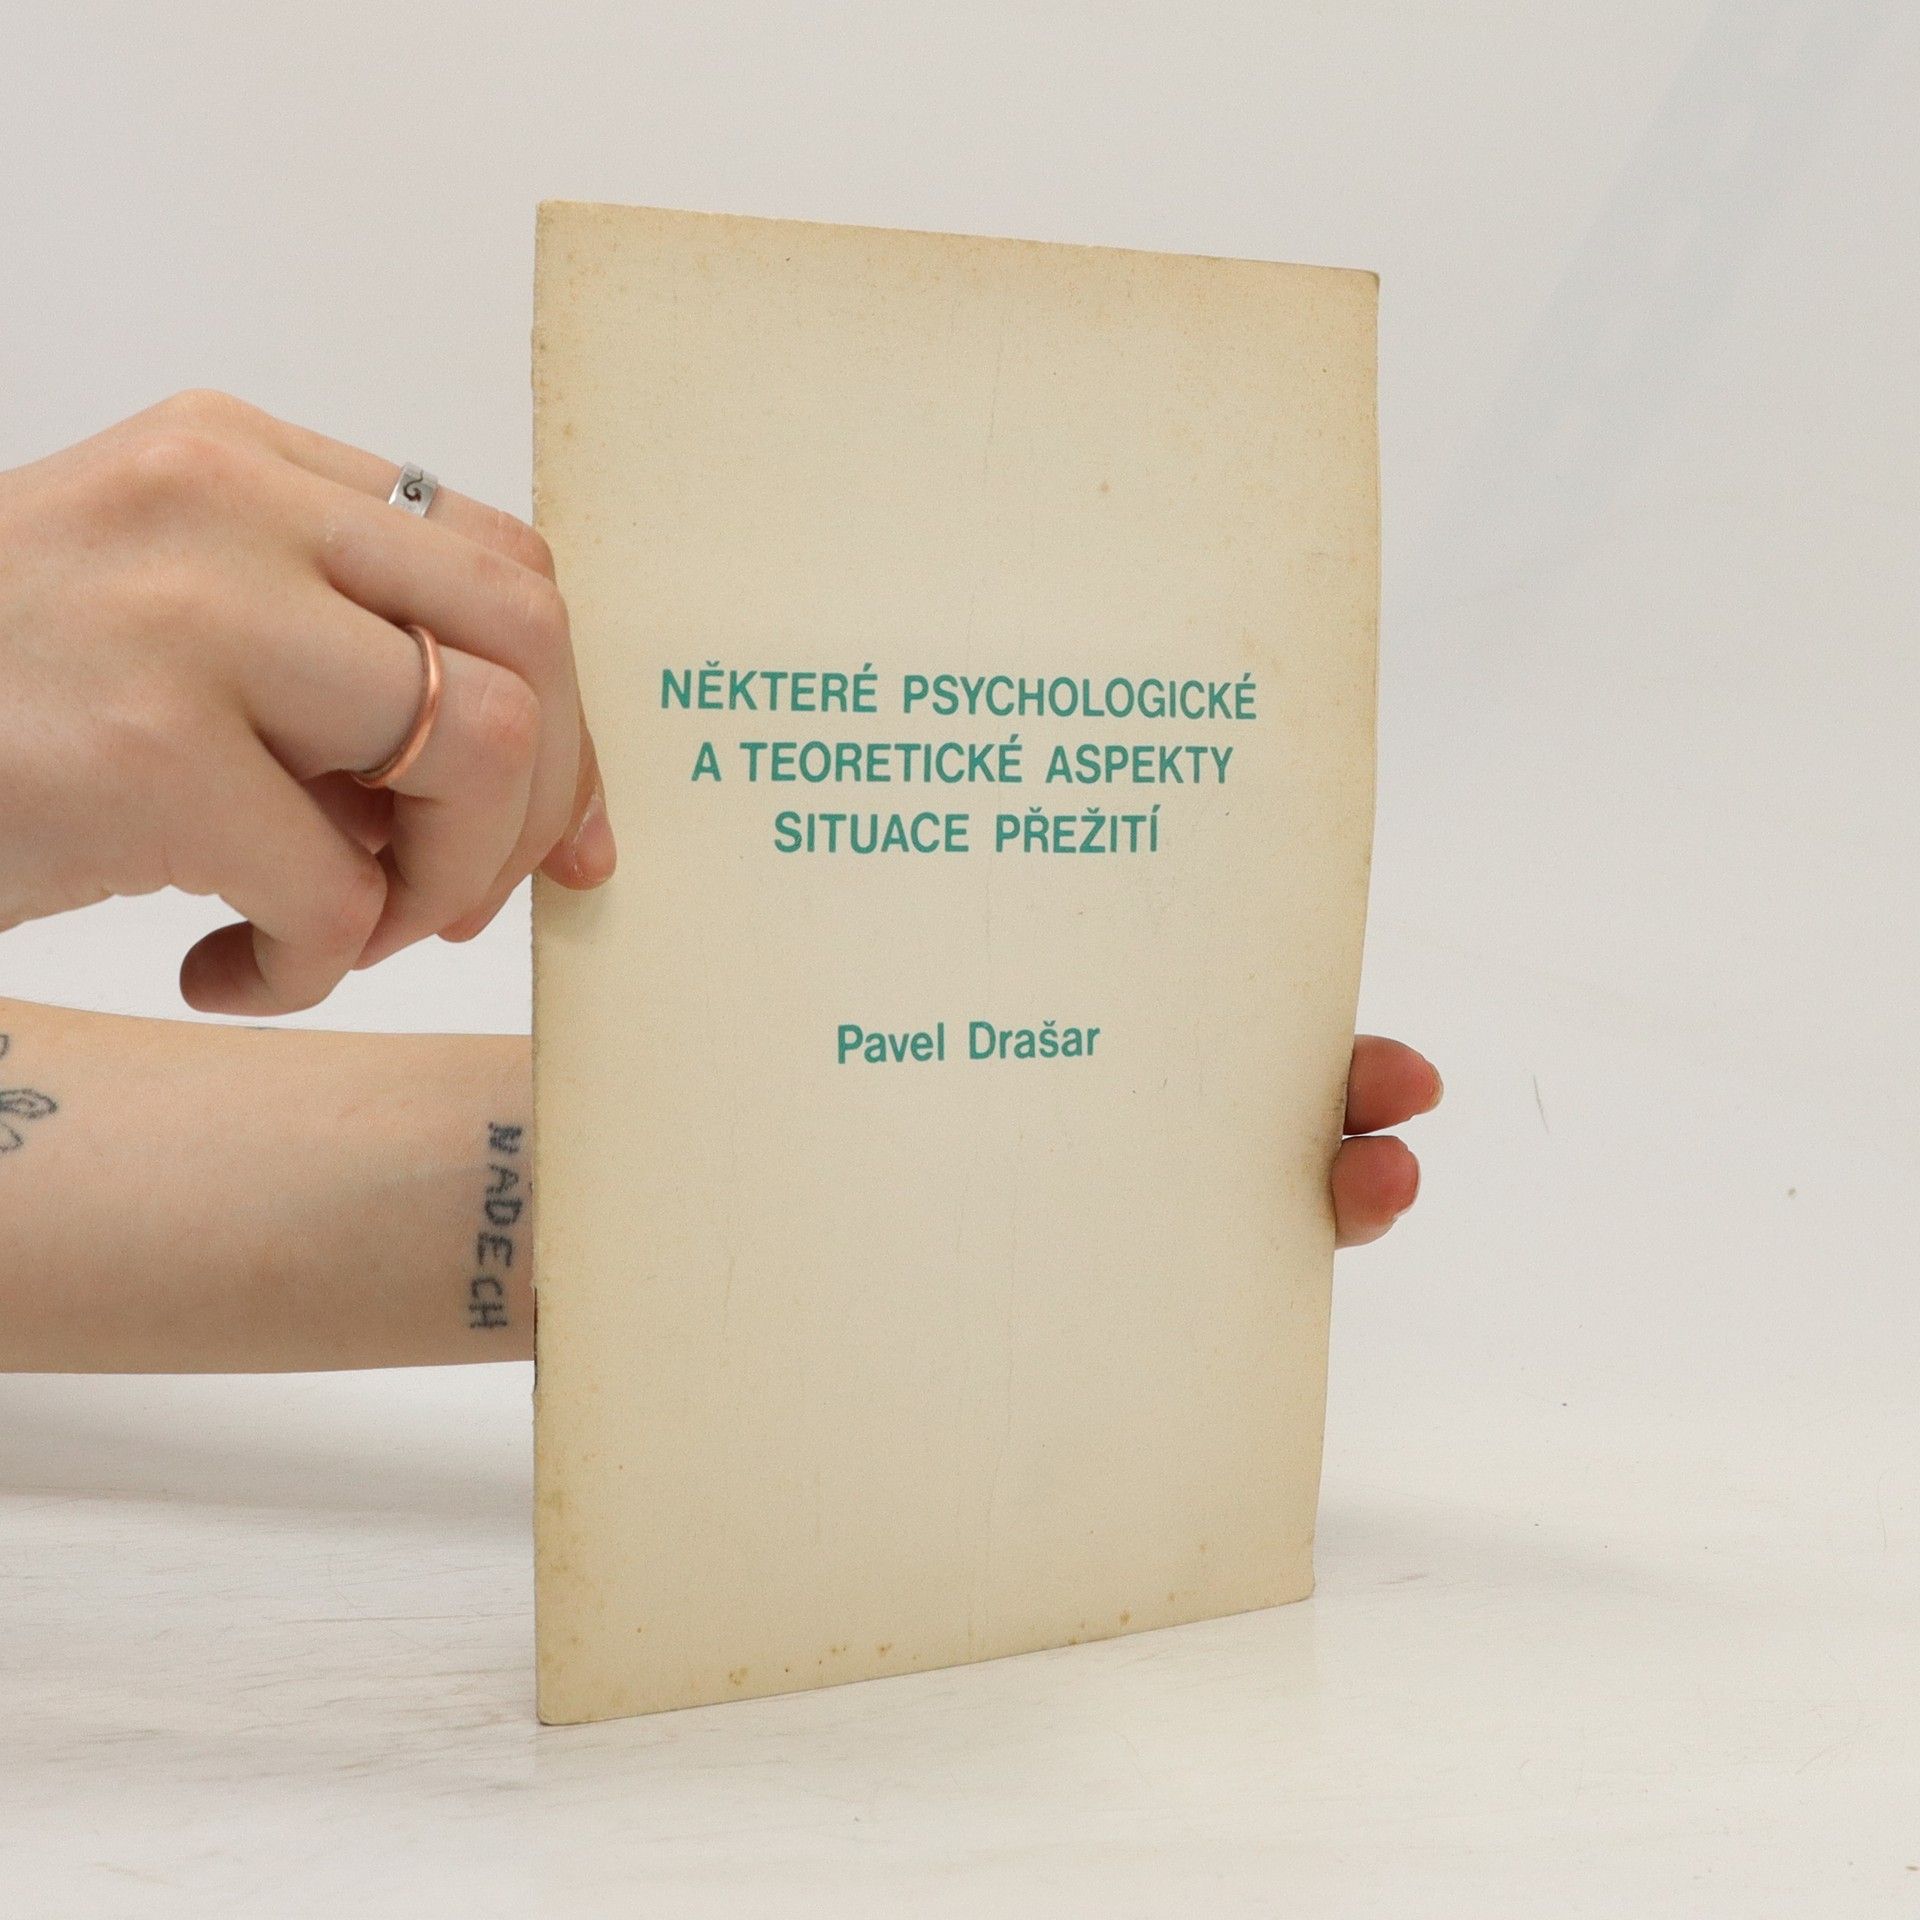 NĚKTERÉ PSYCHOLOGICKÉ
A TEORETICKÉ ASPEKTY
SITUACE PŘEŽITÍ
Pavel Drašar
NÁDECH